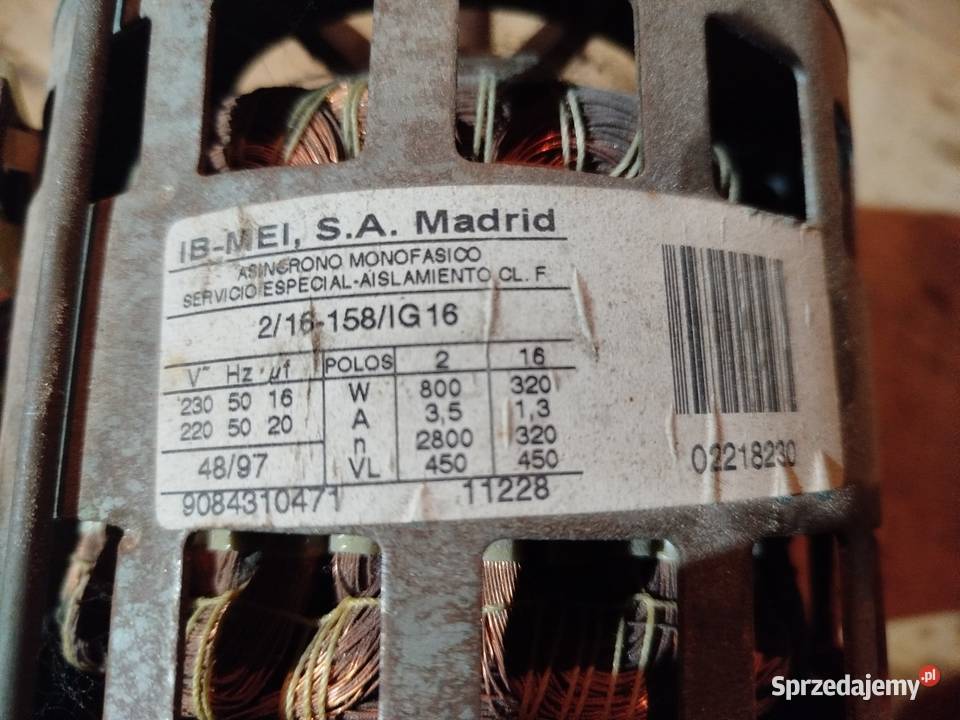 IB-MEI, S.A. Madrid
ASINCRONO MONOFASICO
SERVICIO ESPECIAL-AISLAMIENTO CL. F
2/16-158/IG16
V~ Hz µf POLOS 2 16
230 50 16 W 800 320
220 50 20 A 3,5 1,3
n 2800 320
48/97 VL 450 450
9084310471 11228
02218230
Sprzedajemy.pl